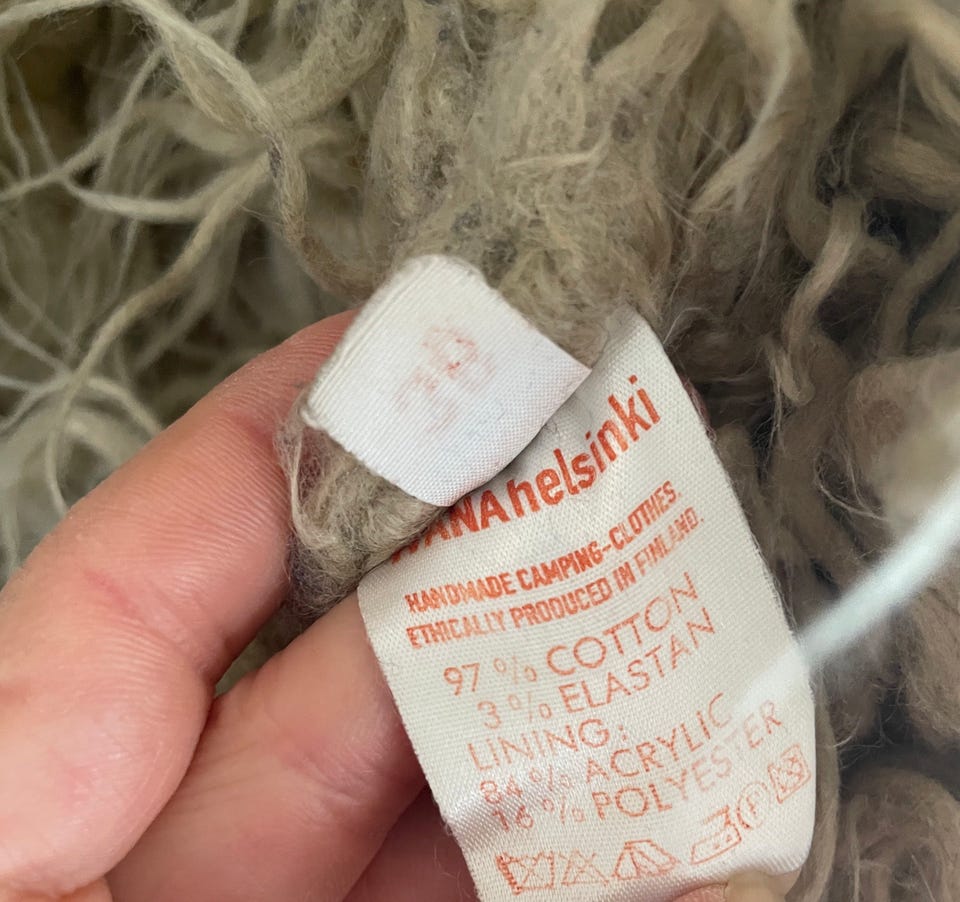 helsinki
HANDMADE CAMPING-CLOTHES.
ETHICALLY PRODUCED IN FINLAND.
97 % COTTON
3 % ELASTAN
LINING:
84 % ACRYLIC
16 % POLYESTER